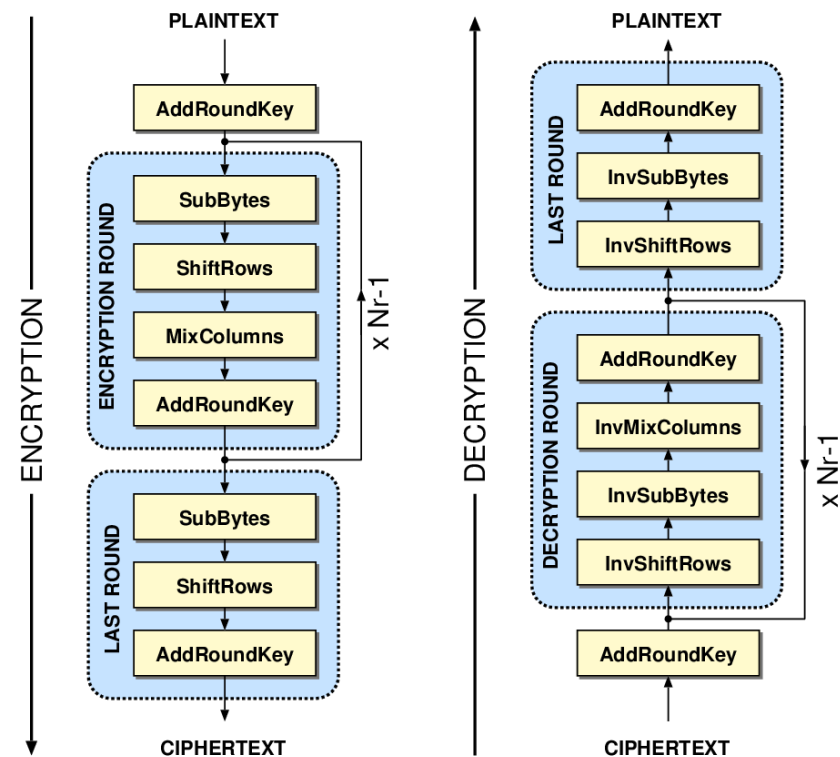 PLAINTEXT
AddRoundKey
SubBytes
ShiftRows
MixColumns
AddRoundKey
ENCRYPTION ROUND
x Nr-1
SubBytes
ShiftRows
AddRoundKey
LAST ROUND
CIPHERTEXT
ENCRYPTION
PLAINTEXT
AddRoundKey
InvSubBytes
InvShiftRows
LAST ROUND
AddRoundKey
InvMixColumns
InvSubBytes
InvShiftRows
DECRYPTION ROUND
x Nr-1
AddRoundKey
CIPHERTEXT
DECRYPTION